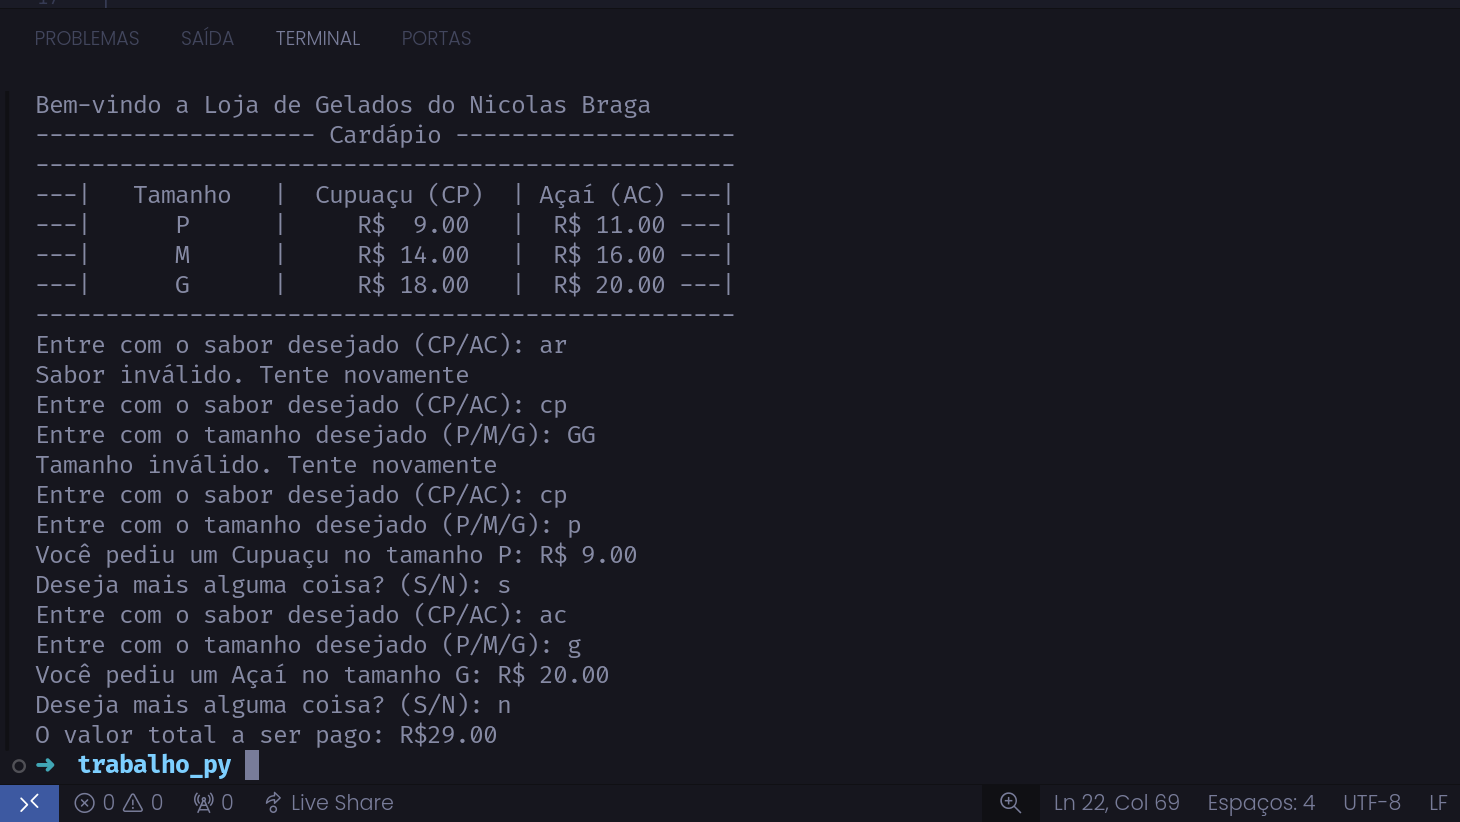 PROBLEMAS SAÍDA TERMINAL PORTAS
Bem-vindo a Loja de Gelados do Nicolas Braga
-------------------- Cardápio --------------------
--------------------------------------------------
---|   Tamanho   |  Cupuaçu (CP)  | Açaí (AC) ---|
---|      P      |     R$  9.00   |  R$ 11.00 ---|
---|      M      |     R$ 14.00   |  R$ 16.00 ---|
---|      G      |     R$ 18.00   |  R$ 20.00 ---|
--------------------------------------------------
Entre com o sabor desejado (CP/AC): ar
Sabor inválido. Tente novamente
Entre com o sabor desejado (CP/AC): cp
Entre com o tamanho desejado (P/M/G): GG
Tamanho inválido. Tente novamente
Entre com o sabor desejado (CP/AC): cp
Entre com o tamanho desejado (P/M/G): p
Você pediu um Cupuaçu no tamanho P: R$ 9.00
Deseja mais alguma coisa? (S/N): s
Entre com o sabor desejado (CP/AC): ac
Entre com o tamanho desejado (P/M/G): g
Você pediu um Açaí no tamanho G: R$ 20.00
Deseja mais alguma coisa? (S/N): n
O valor total a ser pago: R$29.00
➜ trabalho_py
0 0 0 Live Share Ln 22, Col 69 Espaços: 4 UTF-8 LF